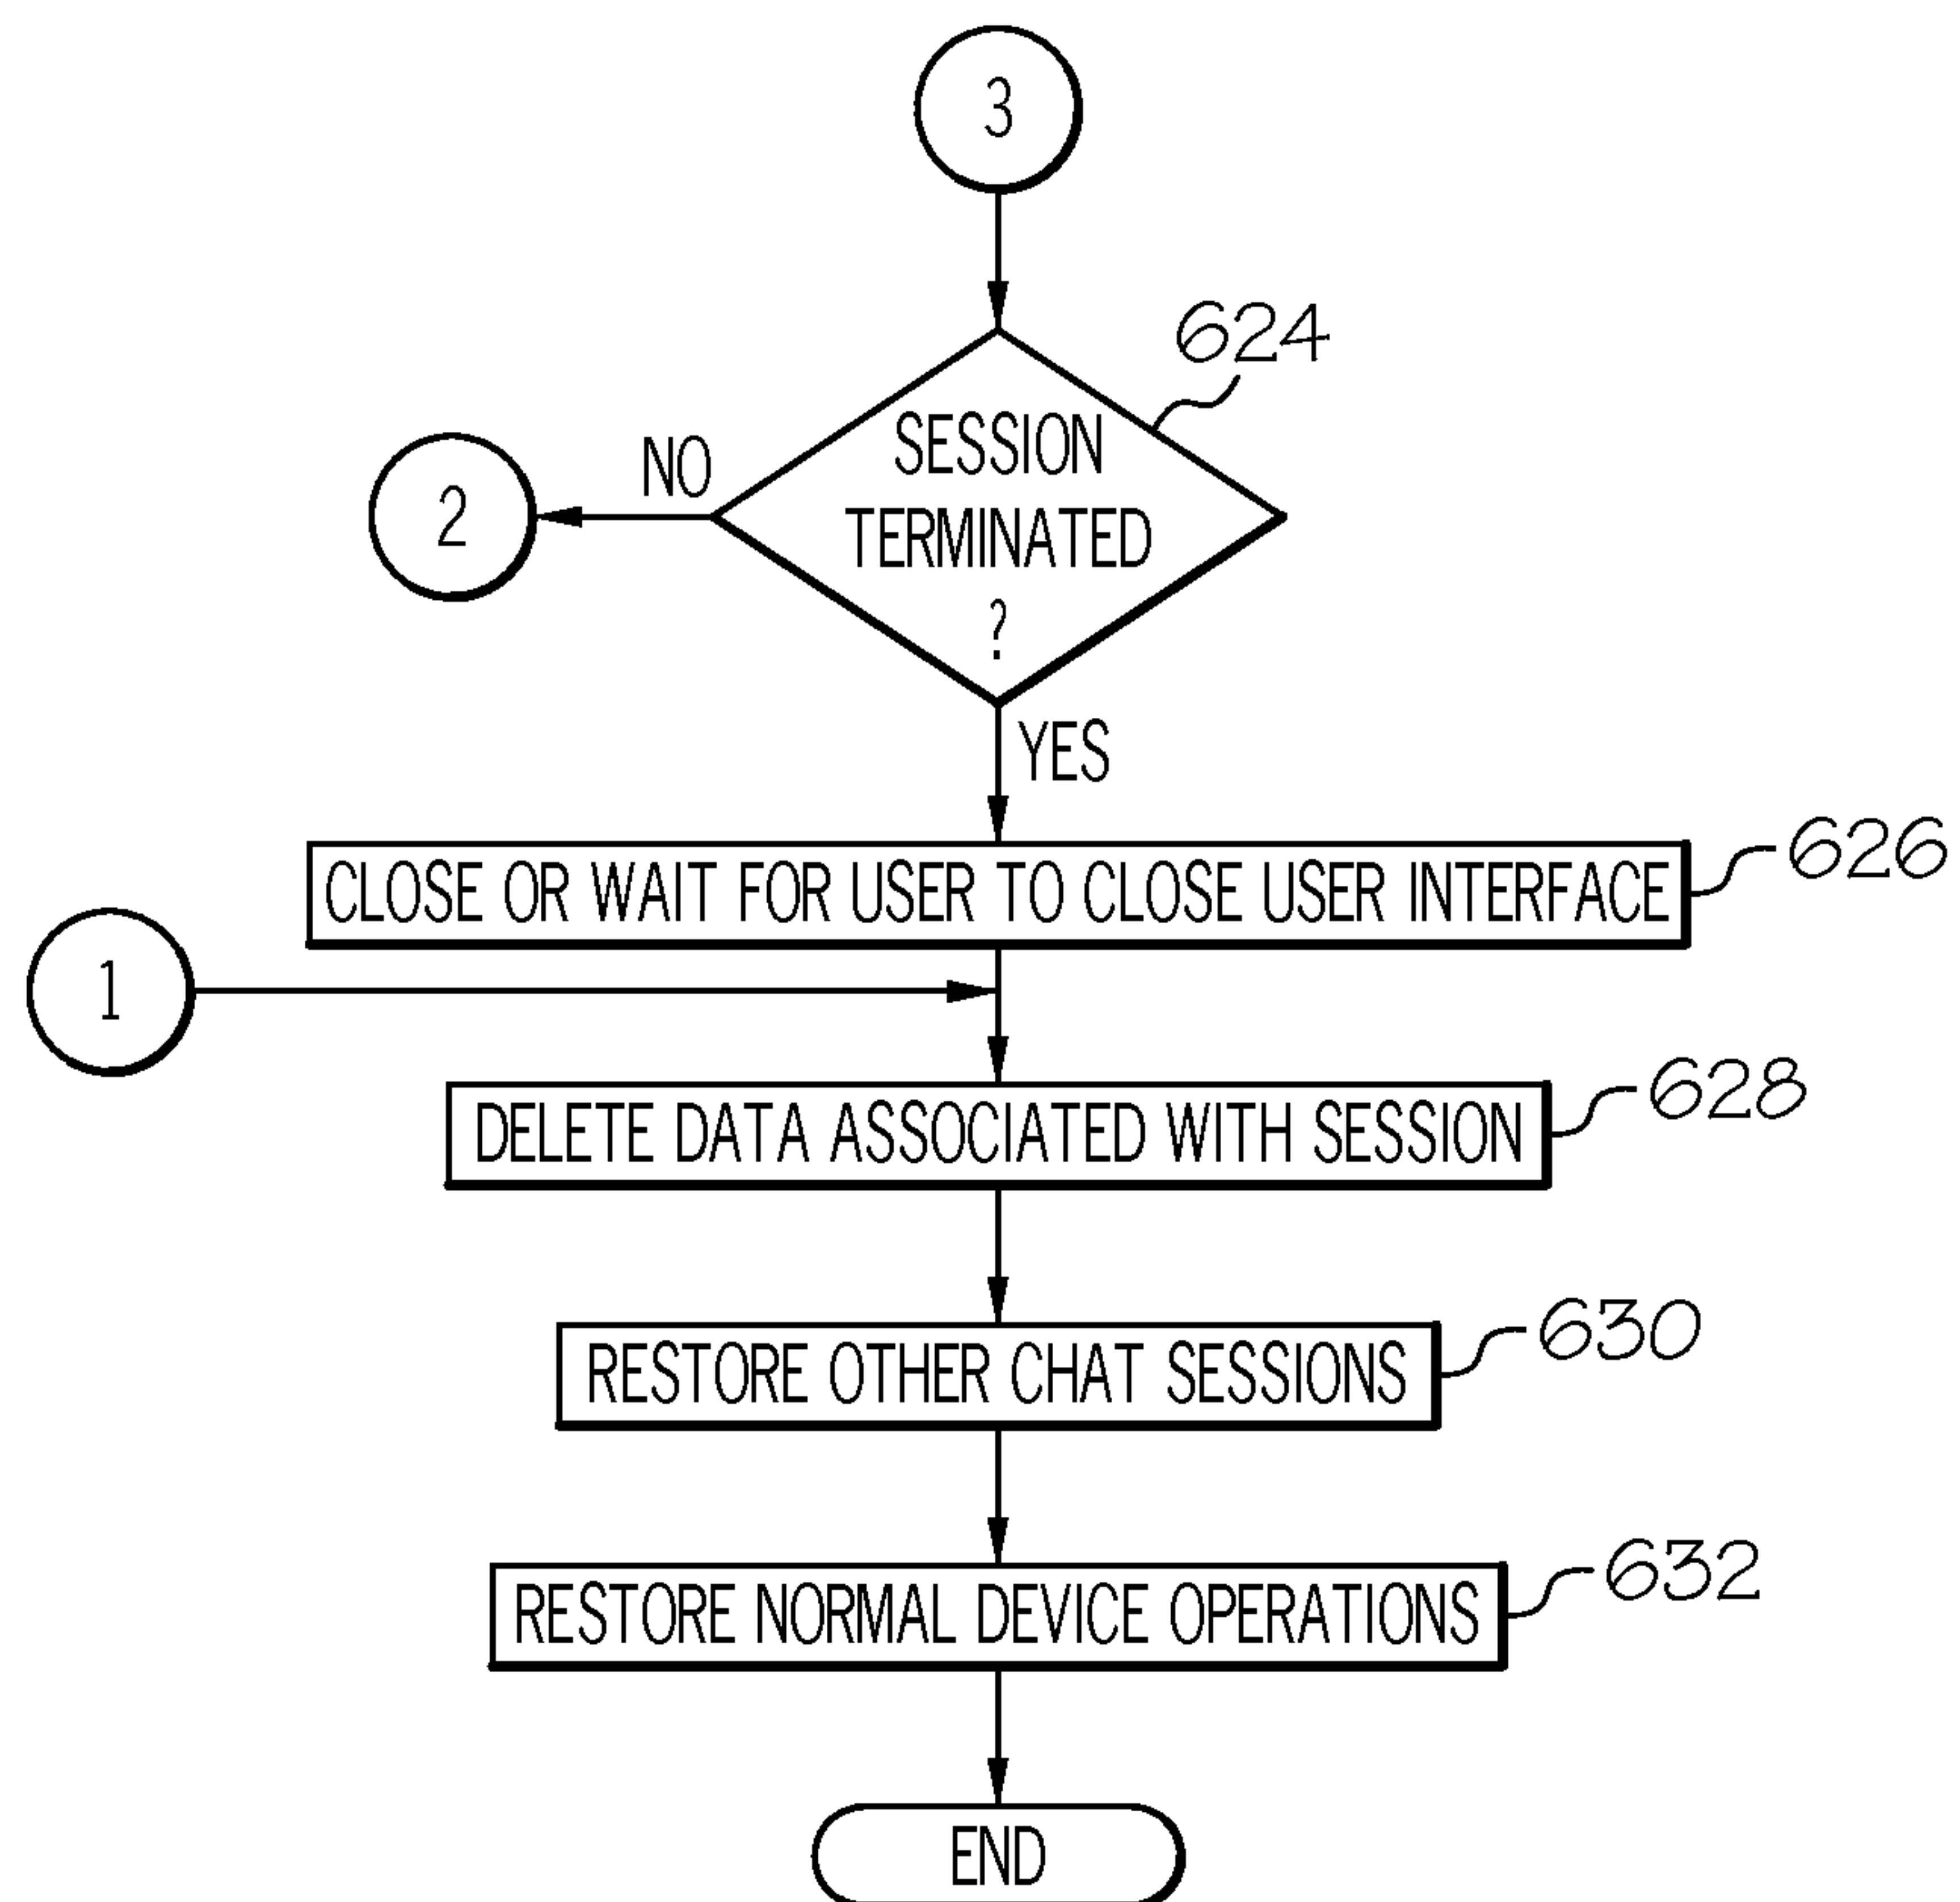 3
624
SESSION
TERMINATED
?
NO
2
YES
CLOSE OR WAIT FOR USER TO CLOSE USER INTERFACE
626
1
DELETE DATA ASSOCIATED WITH SESSION
628
RESTORE OTHER CHAT SESSIONS
630
RESTORE NORMAL DEVICE OPERATIONS
632
END